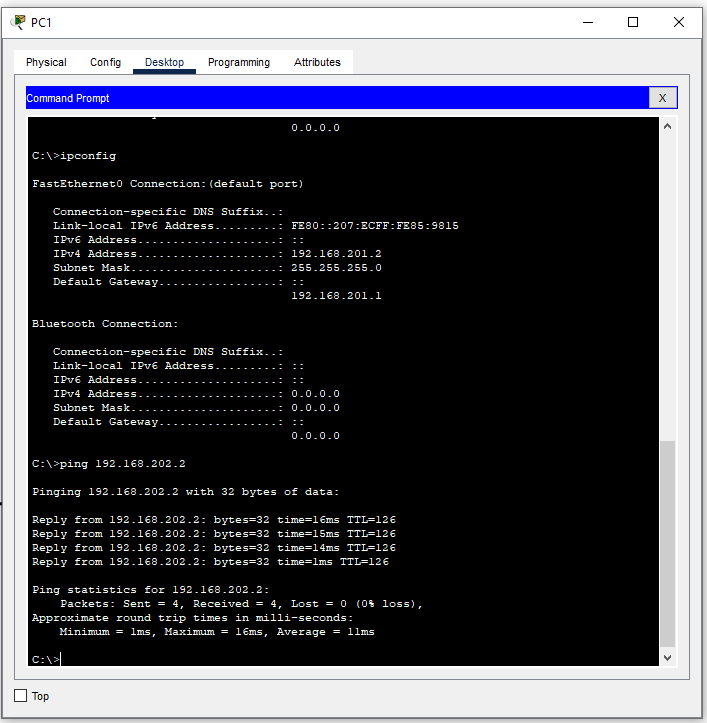 PC1
Physical Config Desktop Programming Attributes
Command Prompt X
0.0.0.0
C:\>ipconfig
FastEthernet0 Connection:(default port)
Connection-specific DNS Suffix..:
Link-local IPv6 Address.........: FE80::207:ECFF:FE85:9815
IPv6 Address....................: ::
IPv4 Address....................: 192.168.201.2
Subnet Mask.....................: 255.255.255.0
Default Gateway.................: ::
192.168.201.1
Bluetooth Connection:
Connection-specific DNS Suffix..:
Link-local IPv6 Address.........: ::
IPv6 Address....................: ::
IPv4 Address....................: 0.0.0.0
Subnet Mask.....................: 0.0.0.0
Default Gateway.................: ::
0.0.0.0
C:\>ping 192.168.202.2
Pinging 192.168.202.2 with 32 bytes of data:
Reply from 192.168.202.2: bytes=32 time=16ms TTL=126
Reply from 192.168.202.2: bytes=32 time=15ms TTL=126
Reply from 192.168.202.2: bytes=32 time=14ms TTL=126
Reply from 192.168.202.2: bytes=32 time=1ms TTL=126
Ping statistics for 192.168.202.2:
Packets: Sent = 4, Received = 4, Lost = 0 (0% loss),
Approximate round trip times in milli-seconds:
Minimum = 1ms, Maximum = 16ms, Average = 11ms
C:\>
Top